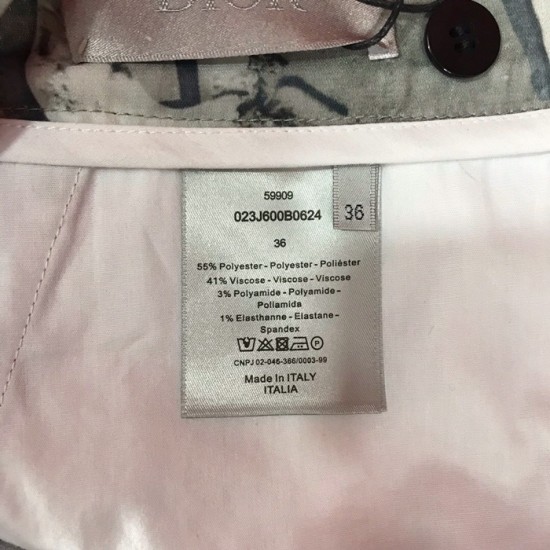 DIOR
59909
023J600B0624
36
36
55% Polyester - Polyester - Poliéster
41% Viscose - Viscose - Viscose
3% Polyamide - Polyamide -
Poliamida
1% Elasthanne - Elastane -
Spandex
CNPJ 02-046-386/0003-99
Made In ITALY
ITALIA